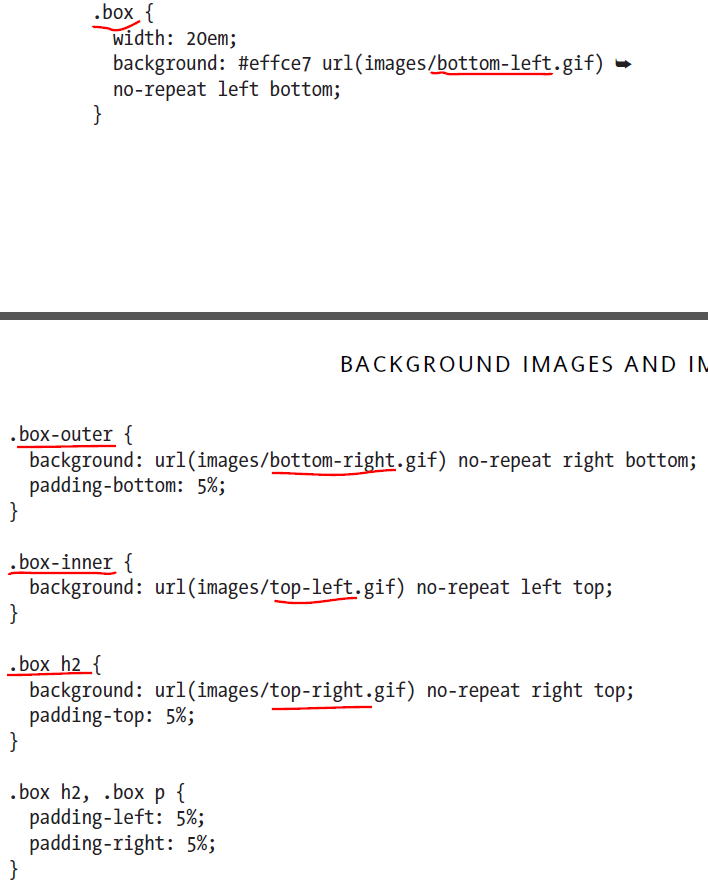 .box {
width: 20em;
background: #effce7 url(images/bottom-left.gif) ➥
no-repeat left bottom;
}
BACKGROUND IMAGES AND IM
.box-outer {
background: url(images/bottom-right.gif) no-repeat right bottom;
padding-bottom: 5%;
}
.box-inner {
background: url(images/top-left.gif) no-repeat left top;
}
.box h2 {
background: url(images/top-right.gif) no-repeat right top;
padding-top: 5%;
}
.box h2, .box p {
padding-left: 5%;
padding-right: 5%;
}